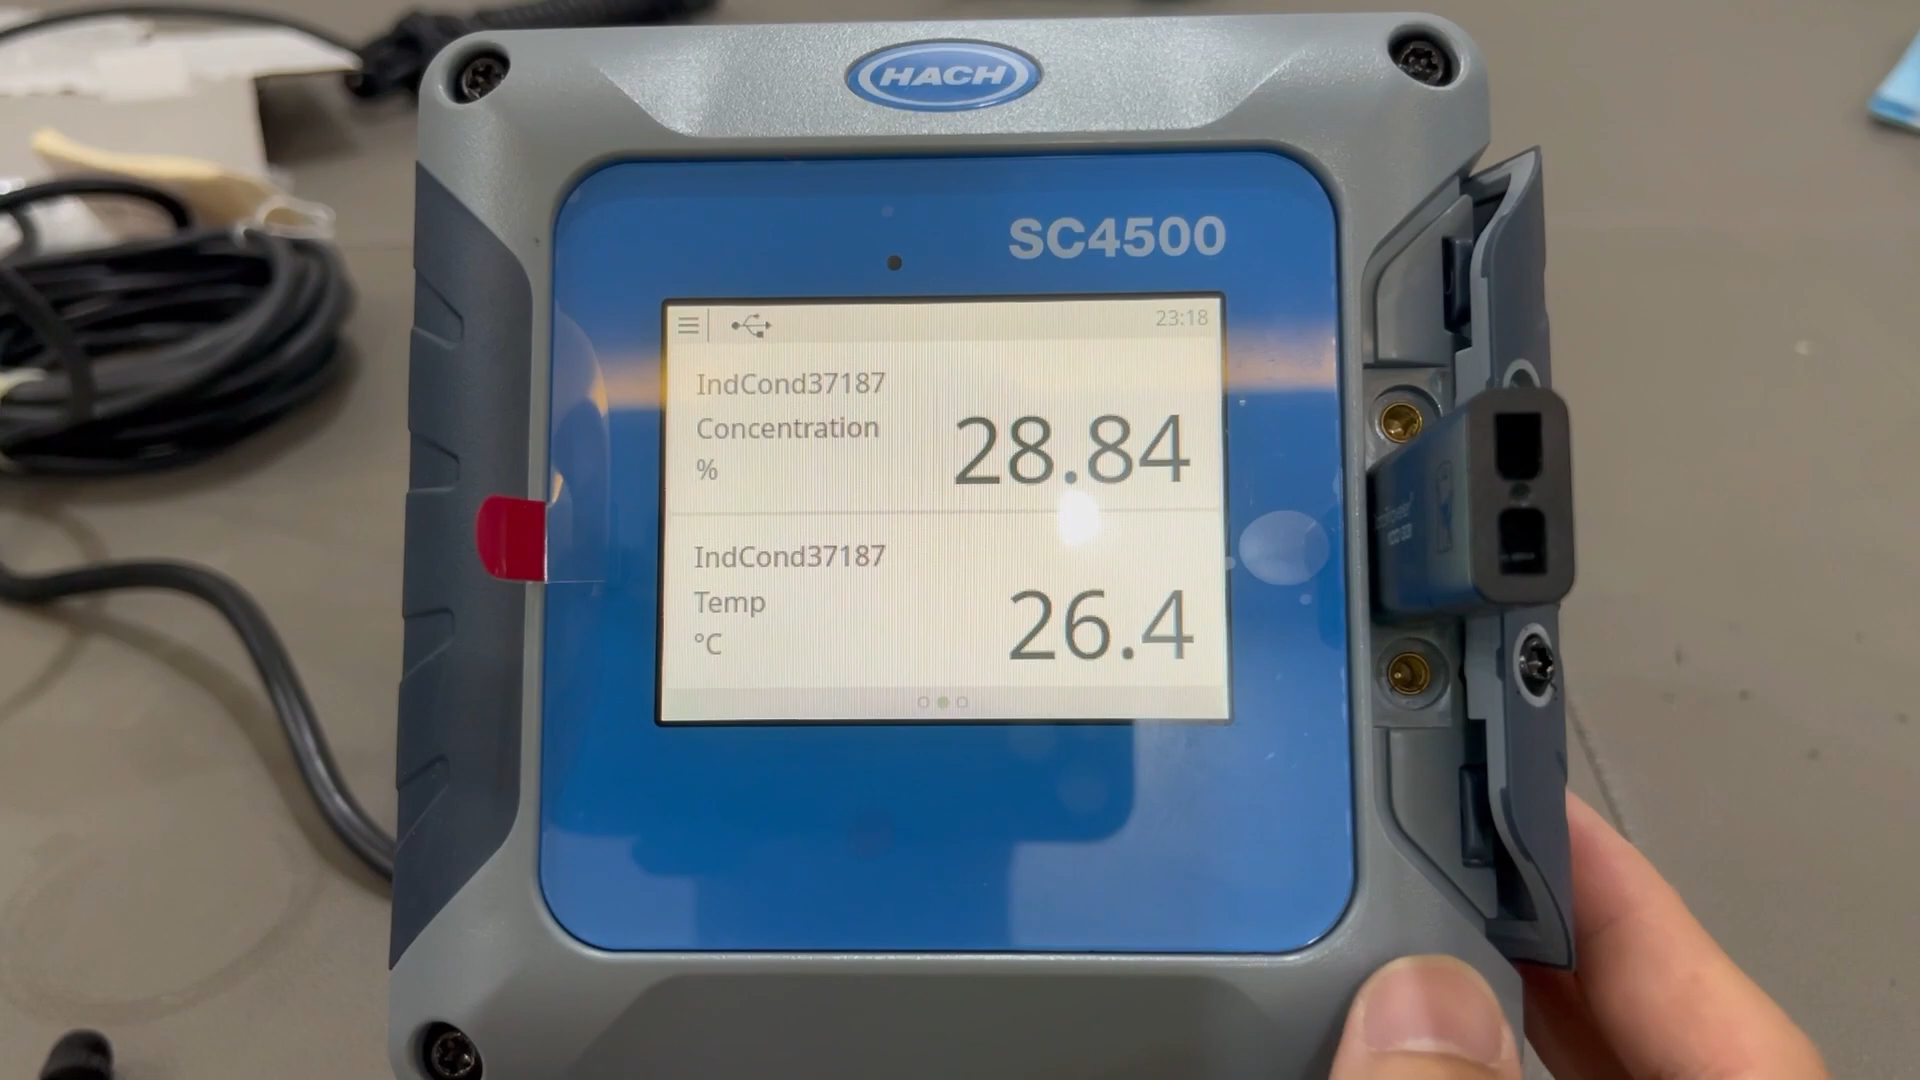 HACH
SC4500
23:18
IndCond37187
Concentration
%
28.84
IndCond37187
Temp
°C
26.4